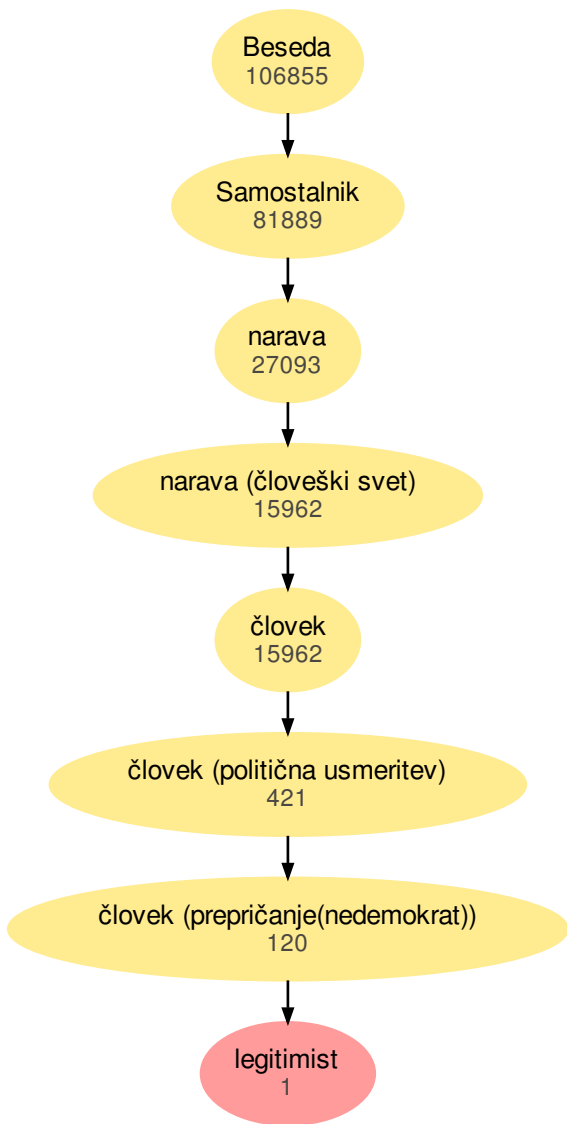 Beseda
106855
Samostalnik
81889
narava
27093
narava (človeški svet)
15962
človek
15962
človek (politična usmeritev)
421
človek (prepričanje(nedemokrat))
120
legitimist
1